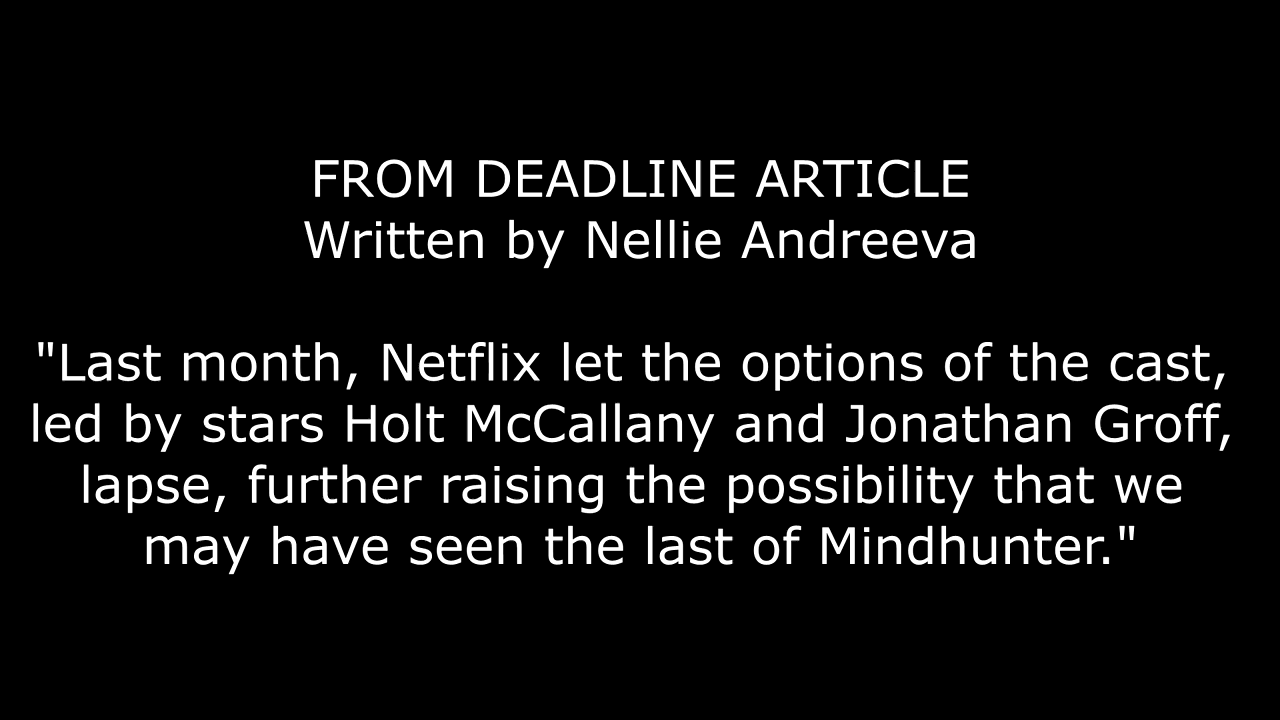 FROM DEADLINE ARTICLE
Written by Nellie Andreeva
"Last month, Netflix let the options of the cast,
led by stars Holt McCallany and Jonathan Groff,
lapse, further raising the possibility that we
may have seen the last of Mindhunter."